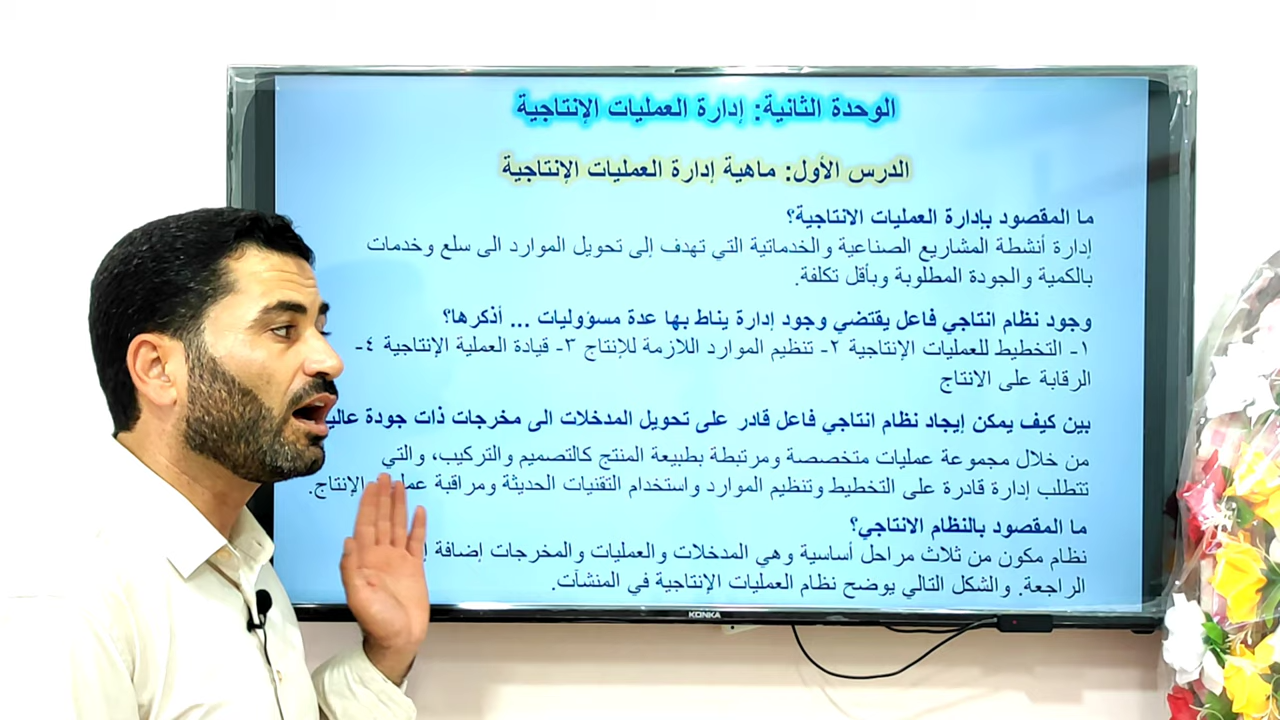 الوحدة الثانية: إدارة العمليات الإنتاجية
الدرس الأول: ماهية إدارة العمليات الإنتاجية
ما المقصود بإدارة العمليات الانتاجية؟
إدارة أنشطة المشاريع الصناعية والخدماتية التي تهدف إلى تحويل الموارد الى سلع وخدمات
بالكمية والجودة المطلوبة وبأقل تكلفة.
وجود نظام انتاجي فاعل يقتضي وجود إدارة يناط بها عدة مسؤوليات ... أذكرها؟
١- التخطيط للعمليات الإنتاجية ٢- تنظيم الموارد اللازمة للإنتاج ٣- قيادة العملية الإنتاجية ٤-
الرقابة على الانتاج
بين كيف يمكن إيجاد نظام انتاجي فاعل قادر على تحويل المدخلات الى مخرجات ذات جودة
من خلال مجموعة عمليات متخصصة ومرتبطة بطبيعة المنتج كالتصميم والتركيب، والتي
تتطلب إدارة قادرة على التخطيط وتنظيم الموارد واستخدام التقنيات الحديثة ومراقبة الإنتاج.
ما المقصود بالنظام الانتاجي؟
نظام مكون من ثلاث مراحل أساسية وهي المدخلات والعمليات والمخرجات إضافة
الراجعة. والشكل التالي يوضح نظام العمليات الإنتاجية في المنشآت.
KONKA